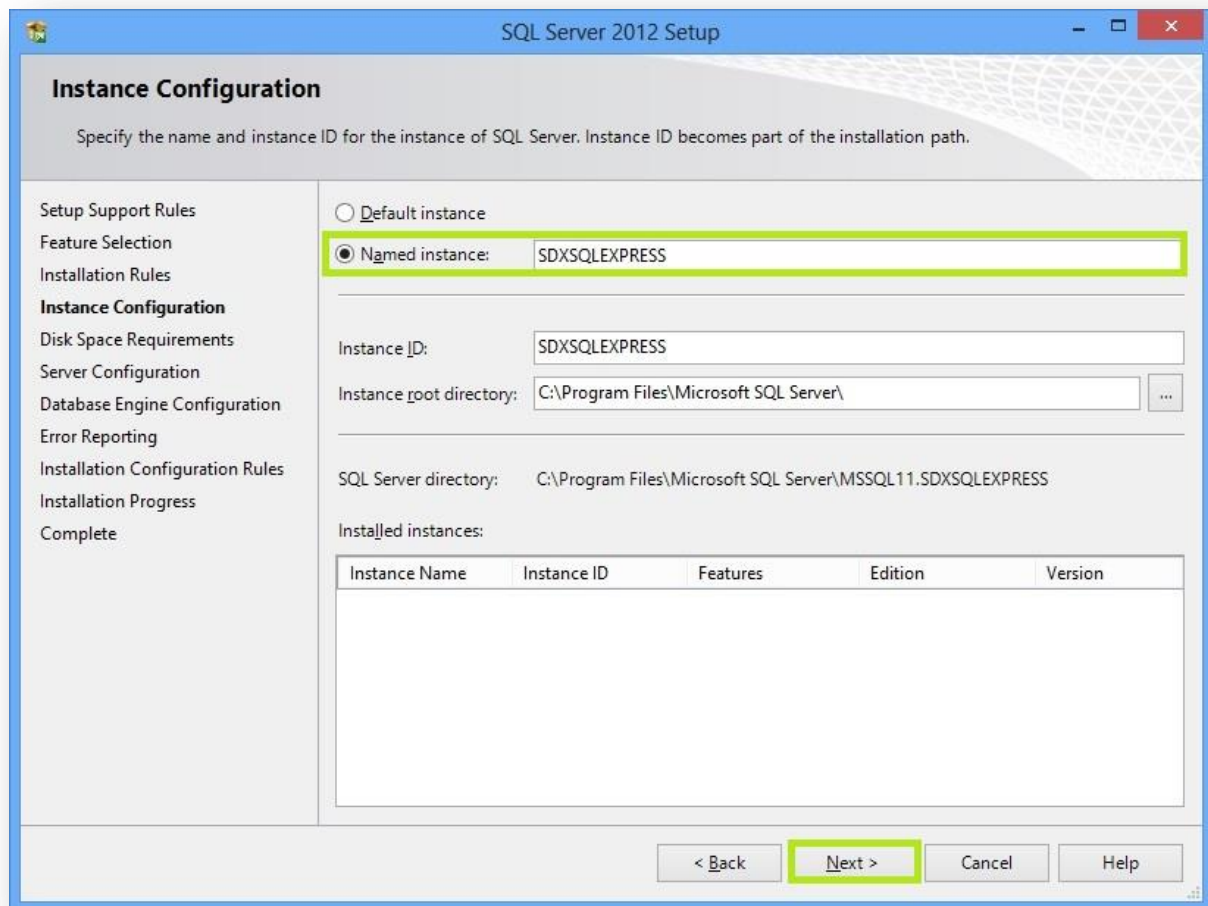 SQL Server 2012 Setup
Instance Configuration
Specify the name and instance ID for the instance of SQL Server. Instance ID becomes part of the installation path.
Setup Support Rules
Feature Selection
Installation Rules
Instance Configuration
Disk Space Requirements
Server Configuration
Database Engine Configuration
Error Reporting
Installation Configuration Rules
Installation Progress
Complete
Default instance
Named instance: SDXSQLEXPRESS
Instance ID: SDXSQLEXPRESS
Instance root directory: C:\Program Files\Microsoft SQL Server\ ...
SQL Server directory: C:\Program Files\Microsoft SQL Server\MSSQL11.SDXSQLEXPRESS
Installed instances:
Instance Name Instance ID Features Edition Version
< Back Next > Cancel Help